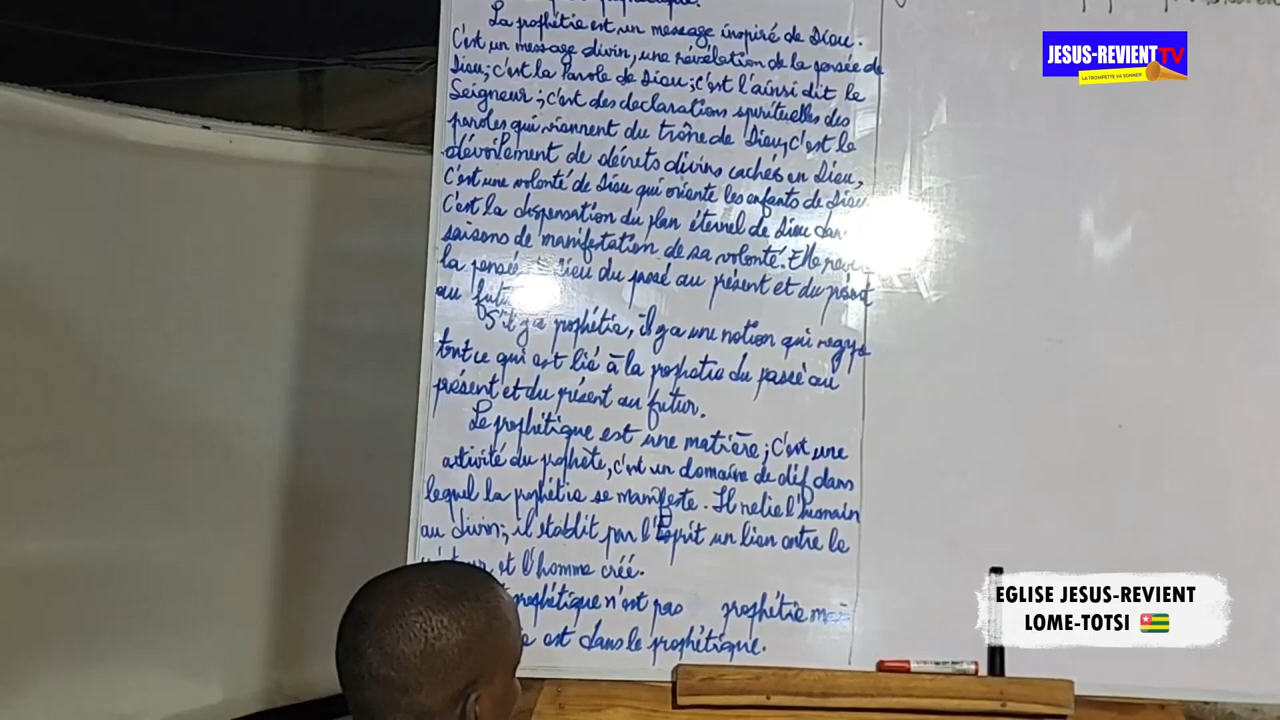 La prophétie est un message inspiré de Dieu.
C'est un message divin, une révélation de la pensée de
Dieu; c'est la Parole de Dieu; c'est l'ainsi dit le
Seigneur; c'est des declarations spirituelles des
paroles qui viennent du trône de Dieu, c'est le
dévoilement de décrets divins cachés en Dieu,
C'est une volonté de Dieu qui oriente les enfants de Dieu
C'est la dispensation du plan éternel de Dieu dans
saisons de manifestation de sa volonté. Elle
la pensée Dieu du passé au présent et du présent
au futur
S'il y a prophétie, il y a une notion qui
tout ce qui est lié à la prophetie du passé au
présent et du présent au futur.
Le prophétique est une matière; C'est une
activité du prophète, c'est un domaine de déf dans
lequel la prophétie se manifeste. Il relie l'humain
au divin; il etablit par l'Esprit un lien entre le
et l'homme créé.
prophétique n'est pas prophétie
est dans le prophétique.
JESUS-REVIENT TV
LA TROMPETTE VA SONNER
EGLISE JESUS-REVIENT
LOME-TOTSI